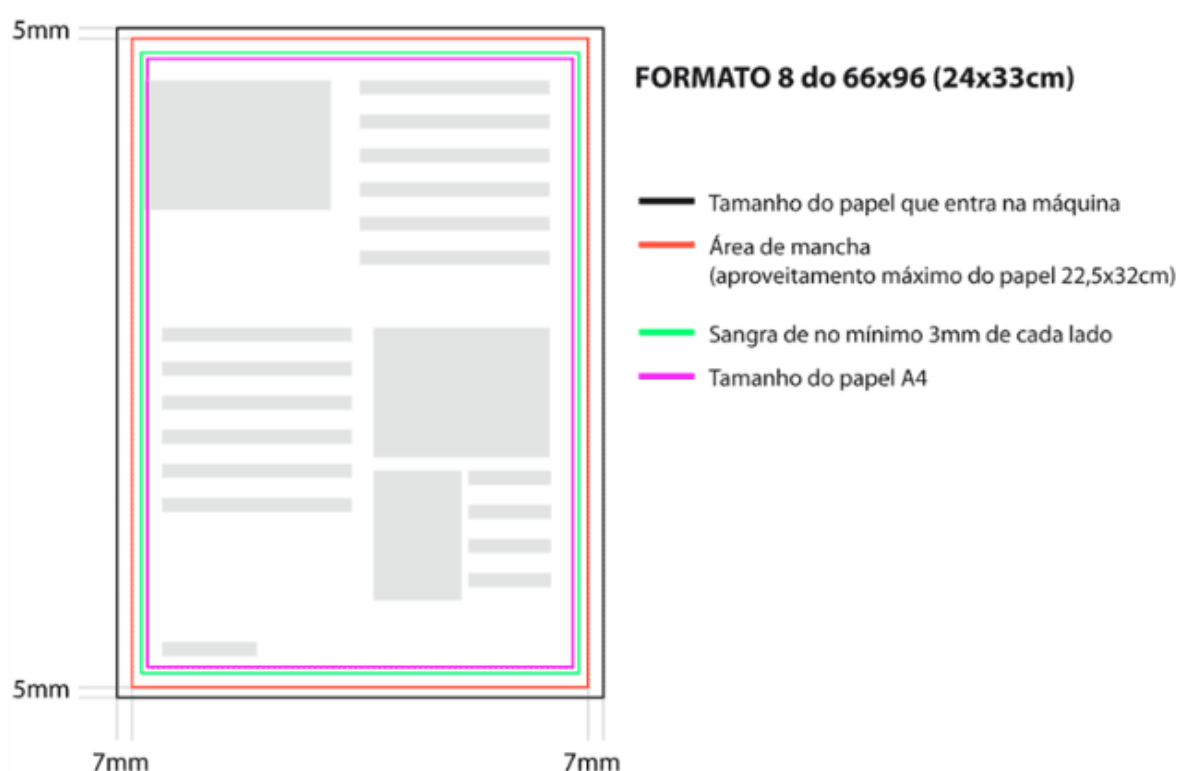 5mm
FORMATO 8 do 66x96 (24x33cm)
Tamanho do papel que entra na máquina
Área de mancha
(aproveitamento máximo do papel 22,5x32cm)
Sangra de no mínimo 3mm de cada lado
Tamanho do papel A4
5mm
7mm
7mm